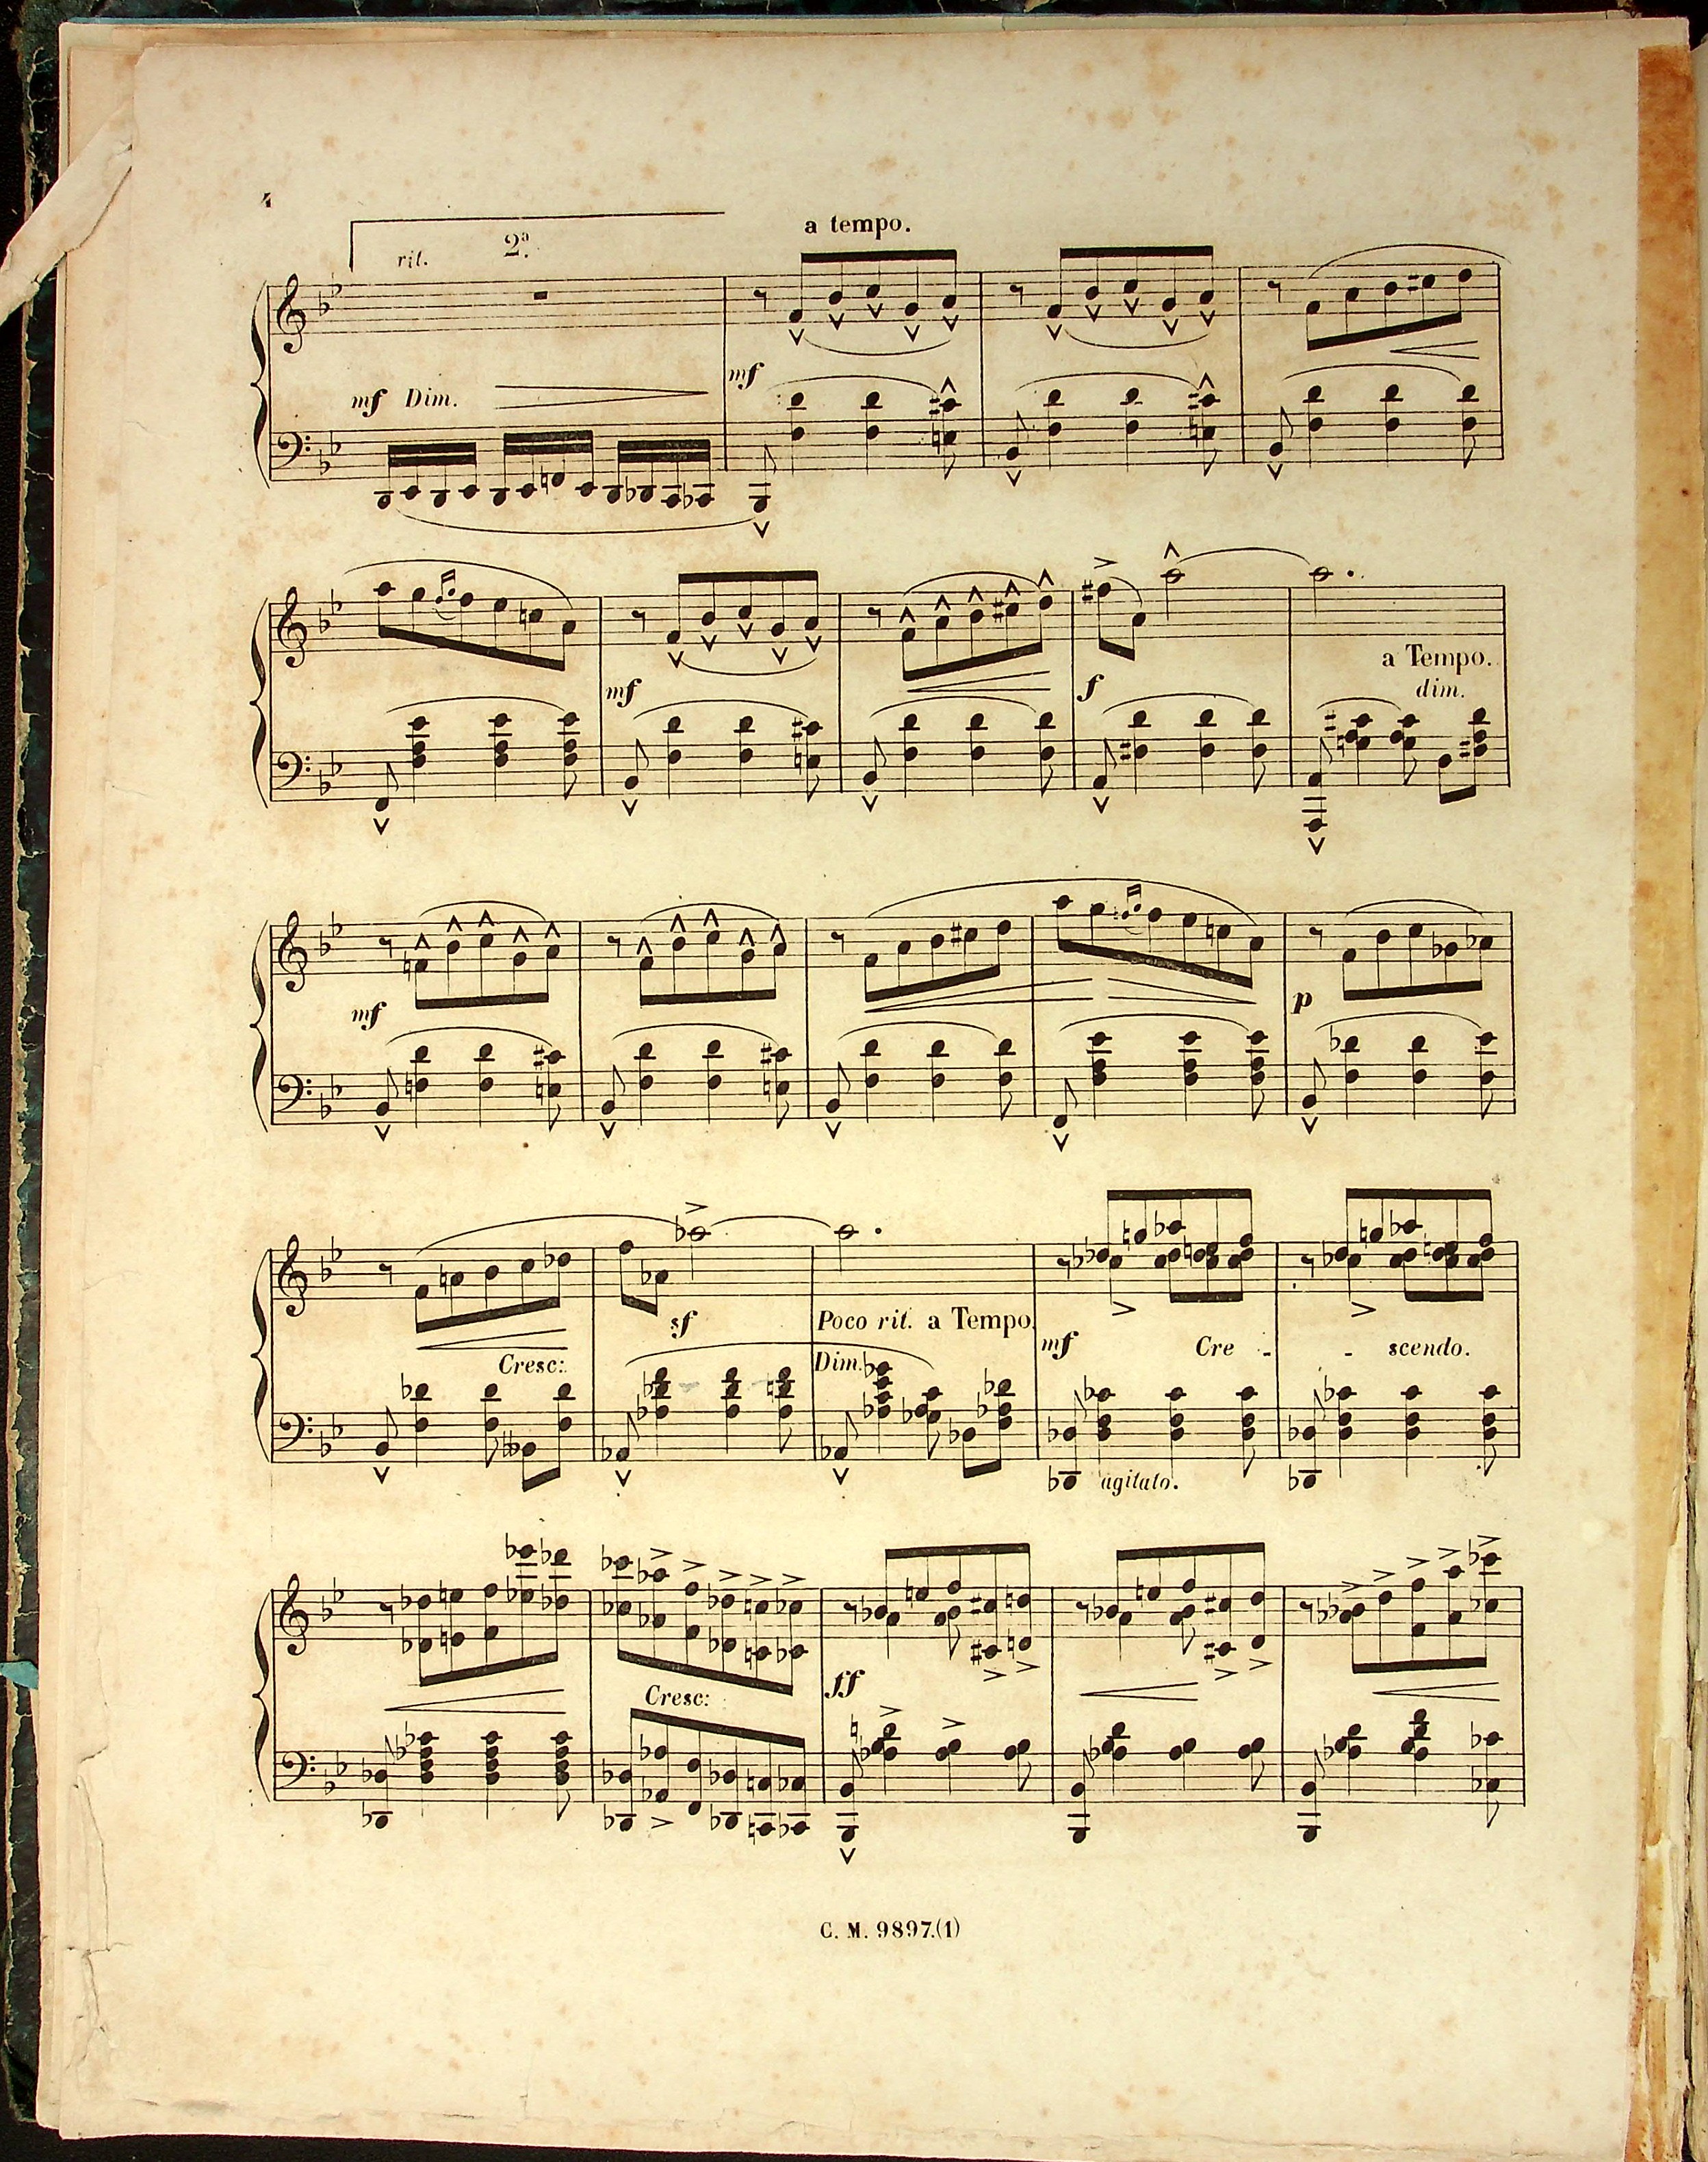 4
a tempo.
rit. 2ª.
mf Dim. mf
mf f a Tempo.
dim.
mf p
sf Poco rit. a Tempo.
Cresc: Dim. mf Cre - - scendo.
agitato.
Cresc: ff
C. M. 9897.(1)